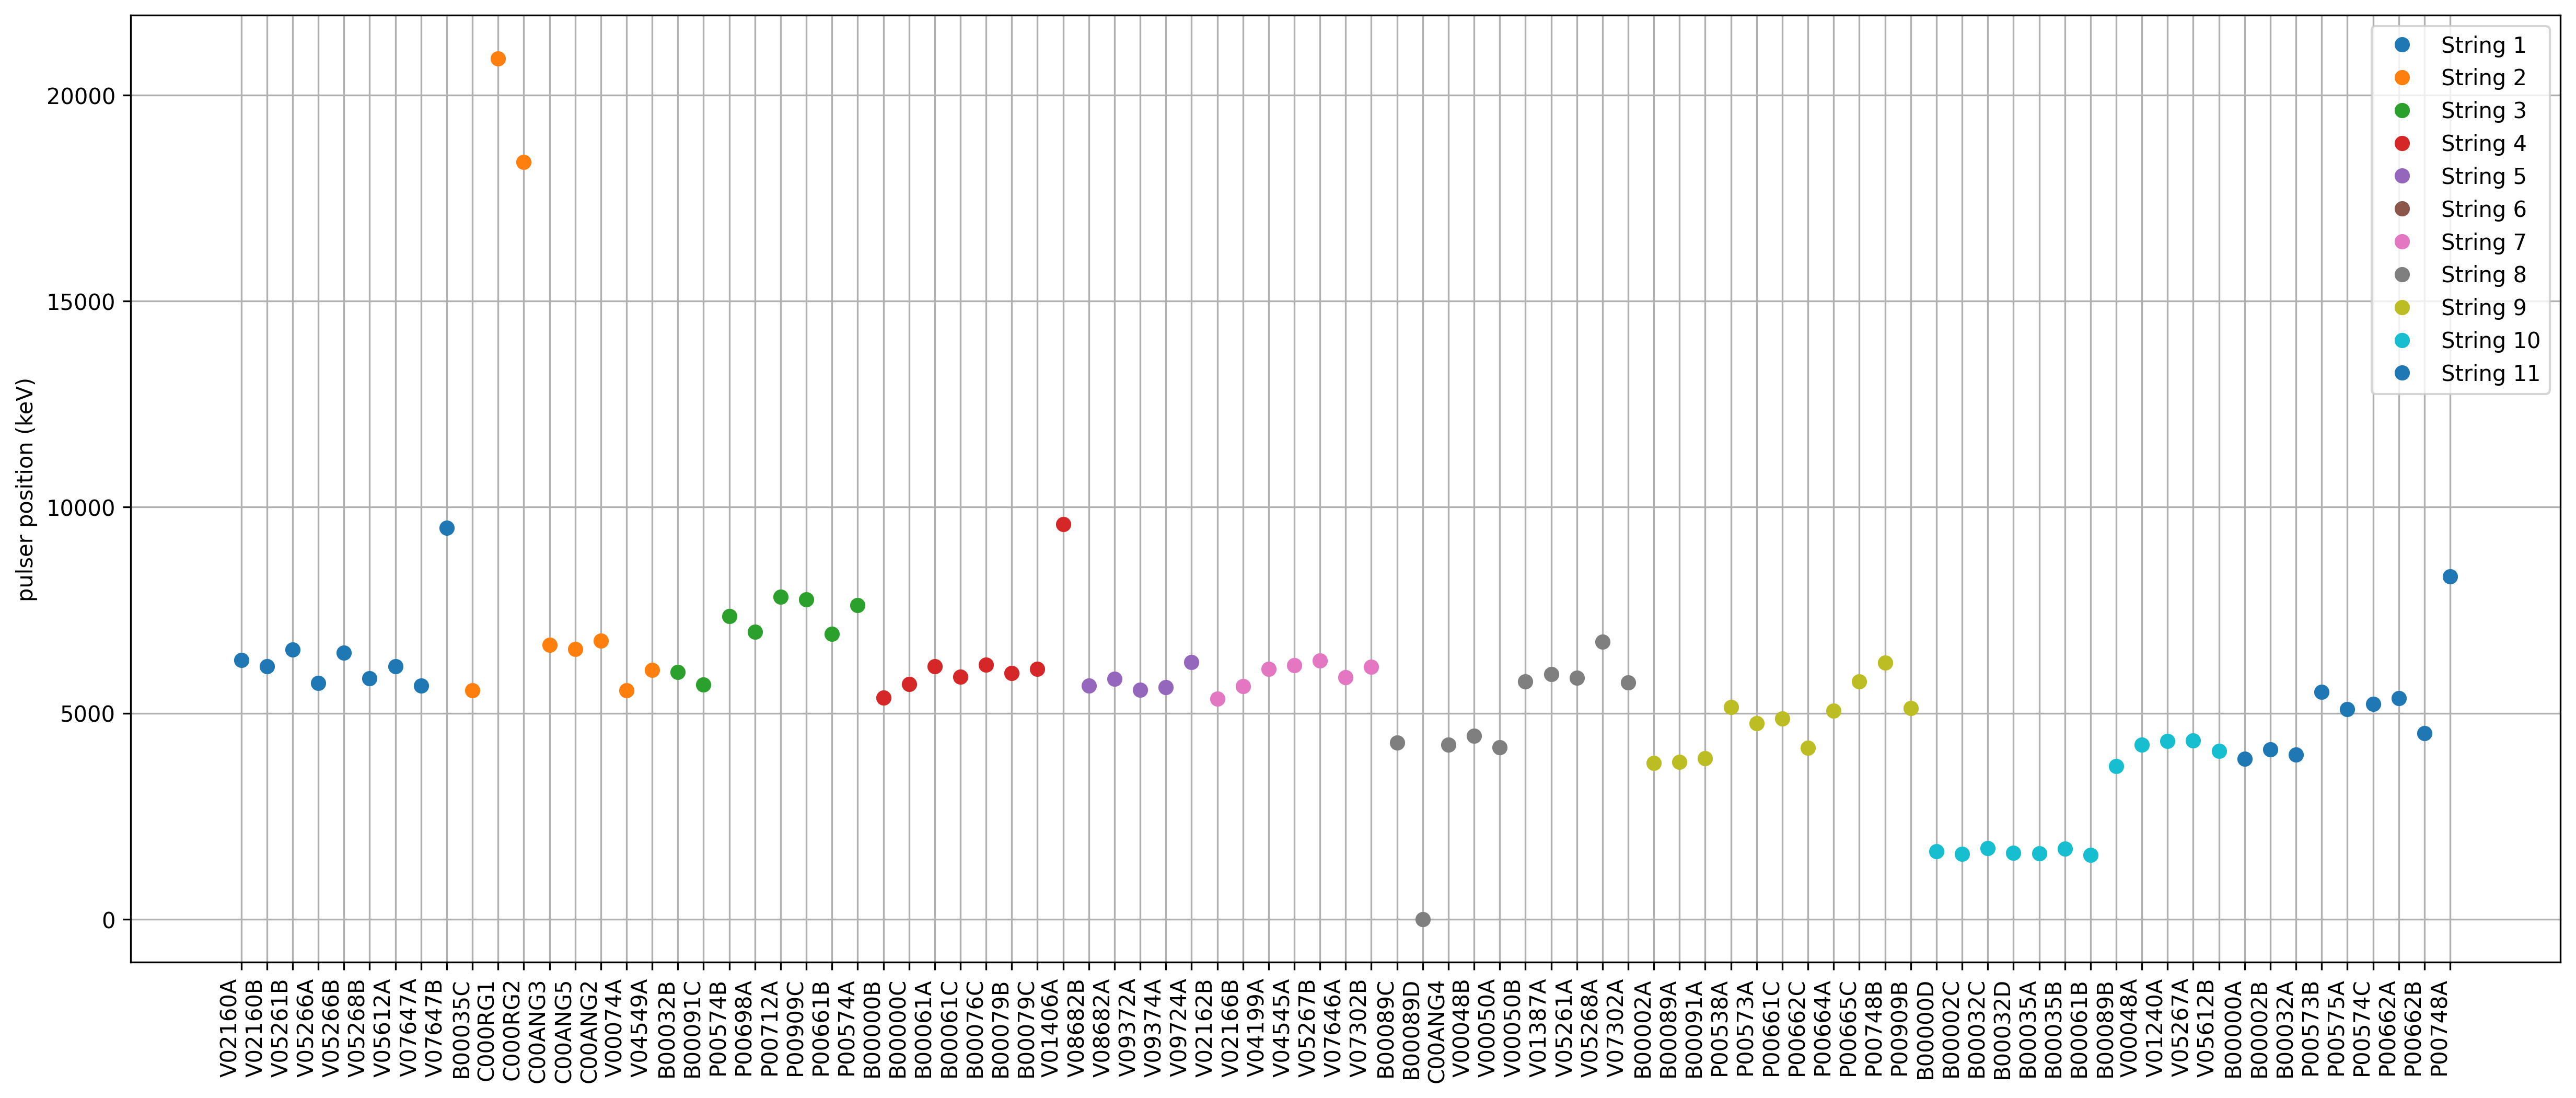 pulser position (keV)
20000
15000
10000
5000
0
String 1
String 2
String 3
String 4
String 5
String 6
String 7
String 8
String 9
String 10
String 11
V02160A
V02160B
V05261B
V05266A
V05266B
V05268B
V05612A
V07647A
V07647B
B00035C
C000RG1
C000RG2
C00ANG3
C00ANG5
C00ANG2
V00074A
V04549A
B00032B
B00091C
P00574B
P00698A
P00712A
P00909C
P00661B
P00574A
B00000B
B00000C
B00061A
B00061C
B00076C
B00079B
B00079C
V01406A
V08682B
V08682A
V09372A
V09374A
V09724A
V02162B
V02166B
V04199A
V04545A
V05267B
V07646A
V07302B
B00089C
B00089D
C00ANG4
V00048B
V00050A
V00050B
V01387A
V05261A
V05268A
V07302A
B00002A
B00089A
B00091A
P00538A
P00573A
P00661C
P00662C
P00664A
P00665C
P00748B
P00909B
B00000D
B00002C
B00032C
B00032D
B00035A
B00035B
B00061B
B00089B
V00048A
V01240A
V05267A
V05612B
B00000A
B00002B
B00032A
P00573B
P00575A
P00574C
P00662A
P00662B
P00748A